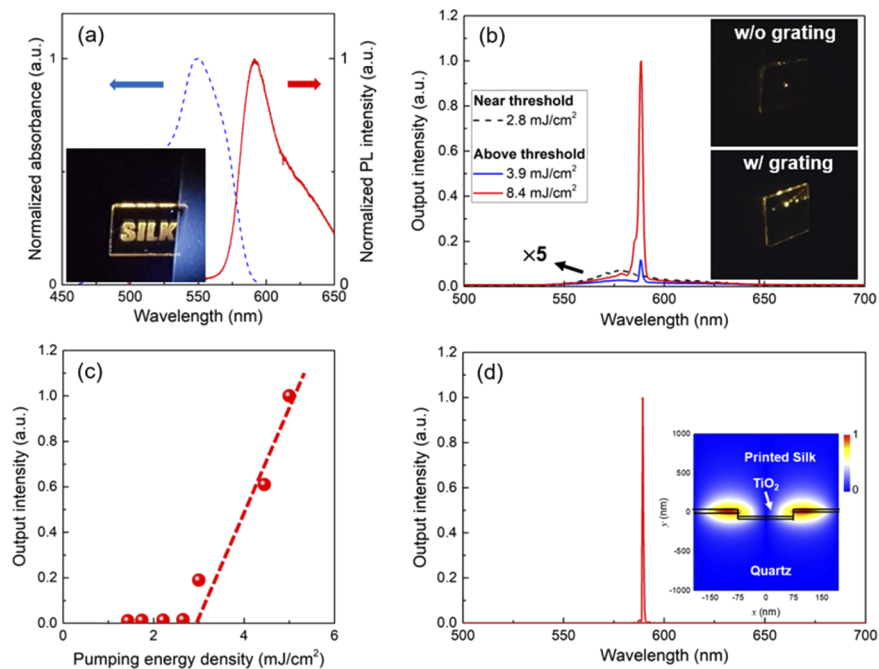 (a)
Normalized absorbance (a.u.)
1
0
PL intensity (a.u.)
1
0
SILK
450 500 550 600 650
Wavelength (nm)
(b)
Output intensity (a.u.)
1.2
1.0
0.8
0.6
0.4
0.2
0.0
Near threshold
2.8 mJ/cm²
Above threshold
3.9 mJ/cm²
8.4 mJ/cm²
×5
w/o grating
w/ grating
500 550 600 650 700
Wavelength (nm)
(c)
Output intensity (a.u.)
1.2
1.0
0.8
0.6
0.4
0.2
0.0
0 2 4 6
Pumping energy density (mJ/cm²)
(d)
Output intensity (a.u.)
1.2
1.0
0.8
0.6
0.4
0.2
0.0
1000
500
0
-500
-1000
y (nm)
Printed Silk
TiO₂
Quartz
1
0
-150 -75 0 75 150
x (nm)
500 550 600 650 700
Wavelength (nm)